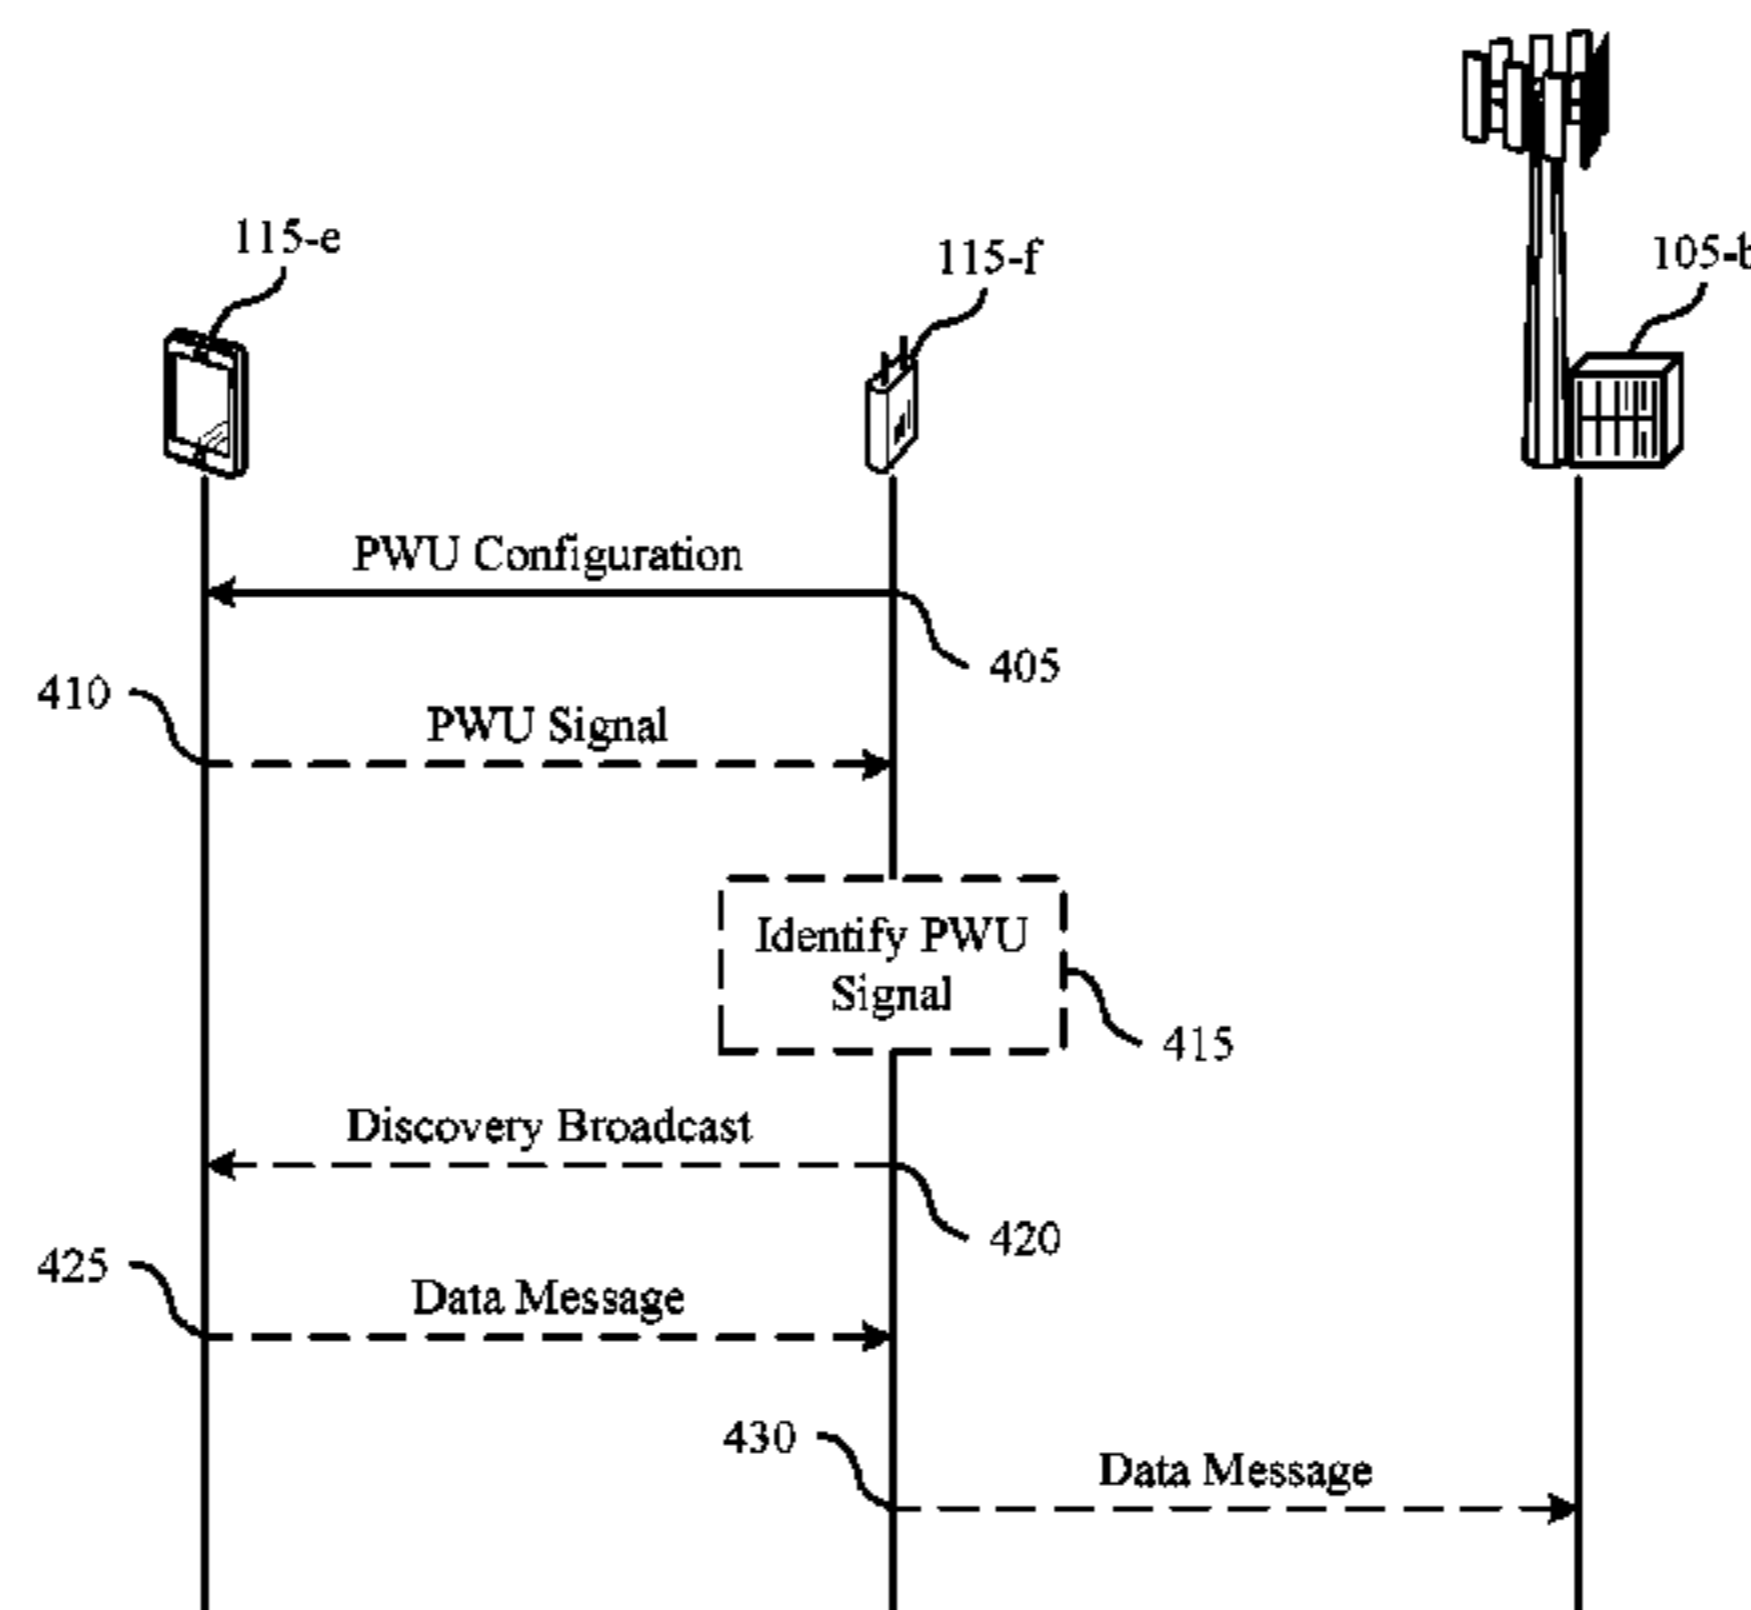 115-e
115-f
105-b
PWU Configuration
405
410
PWU Signal
Identify PWU
Signal
415
Discovery Broadcast
420
425
Data Message
430
Data Message